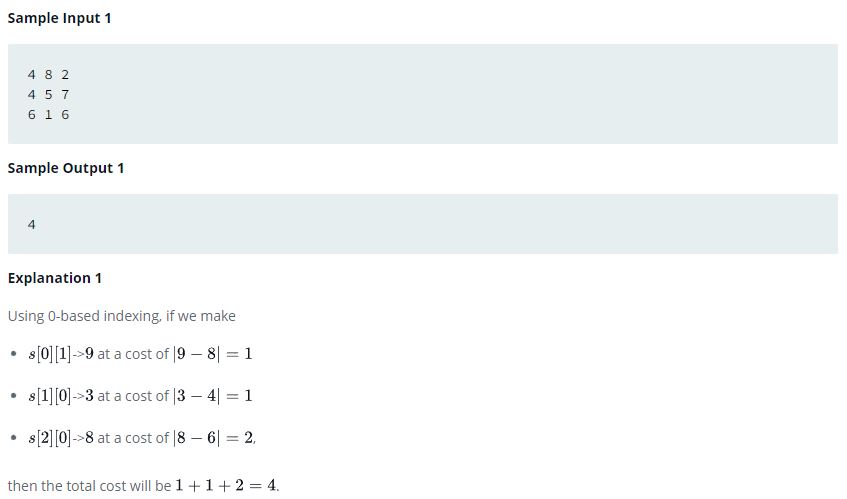 Sample Input 1
4 8 2
4 5 7
6 1 6
Sample Output 1
4
Explanation 1
Using 0-based indexing, if we make
• s[0][1]->9 at a cost of |9 − 8| = 1
• s[1][0]->3 at a cost of |3 − 4| = 1
• s[2][0]->8 at a cost of |8 − 6| = 2,
then the total cost will be 1 + 1 + 2 = 4.